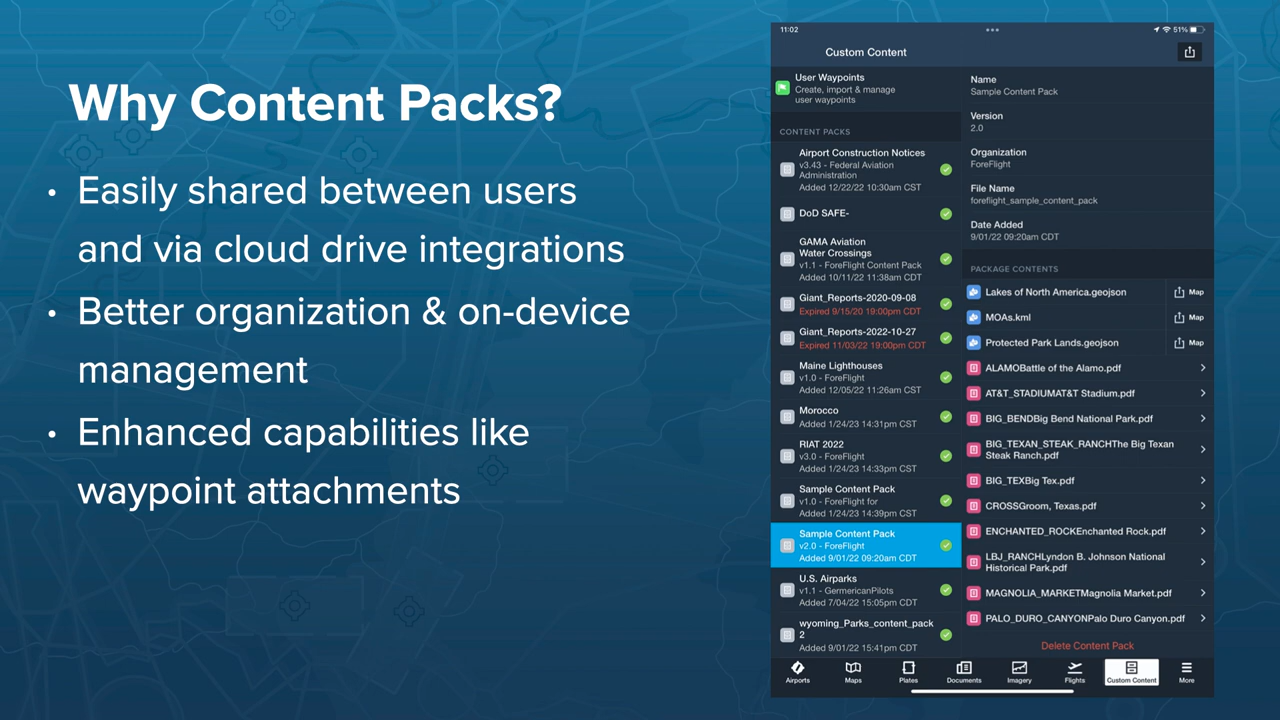 Why Content Packs?
• Easily shared between users
and via cloud drive integrations
• Better organization & on-device
management
• Enhanced capabilities like
waypoint attachments
11:02
51%
Custom Content
User Waypoints
Create, import & manage
user waypoints
CONTENT PACKS
Airport Construction Notices
v3.43 - Federal Aviation
Administration
Added 12/22/22 10:30am CST
DoD SAFE-
GAMA Aviation
Water Crossings
v1.1 - ForeFlight Content Pack
Added 10/11/22 11:38am CDT
Giant_Reports-2020-09-08
Expired 9/15/20 19:00pm CDT
Giant_Reports-2022-10-27
Expired 11/03/22 19:00pm CDT
Maine Lighthouses
v1.0 - ForeFlight
Added 12/05/22 11:26am CST
Morocco
Added 1/24/23 14:31pm CST
RIAT 2022
v3.0 - ForeFlight
Added 1/24/23 14:33pm CST
Sample Content Pack
v1.0 - ForeFlight for
Added 1/24/23 14:39pm CST
Sample Content Pack
v2.0 - ForeFlight
Added 9/01/22 09:20am CDT
U.S. Airparks
v1.1 - GermericanPilots
Added 7/04/22 15:05pm CDT
wyoming_Parks_content_pack
2
Added 9/01/22 15:41pm CDT
Name
Sample Content Pack
Version
2.0
Organization
ForeFlight
File Name
foreflight_sample_content_pack
Date Added
9/01/22 09:20am CDT
PACKAGE CONTENTS
Lakes of North America.geojson Map
MOAs.kml Map
Protected Park Lands.geojson Map
ALAMOBattle of the Alamo.pdf
AT&T_STADIUMAT&T Stadium.pdf
BIG_BENDBig Bend National Park.pdf
BIG_TEXAN_STEAK_RANCHThe Big Texan
Steak Ranch.pdf
BIG_TEXBig Tex.pdf
CROSSGroom, Texas.pdf
ENCHANTED_ROCKEnchanted Rock.pdf
LBJ_RANCHLyndon B. Johnson National
Historical Park.pdf
MAGNOLIA_MARKETMagnolia Market.pdf
PALO_DURO_CANYONPalo Duro Canyon.pdf
Delete Content Pack
Airports Maps Plates Documents Imagery Flights Custom Content More